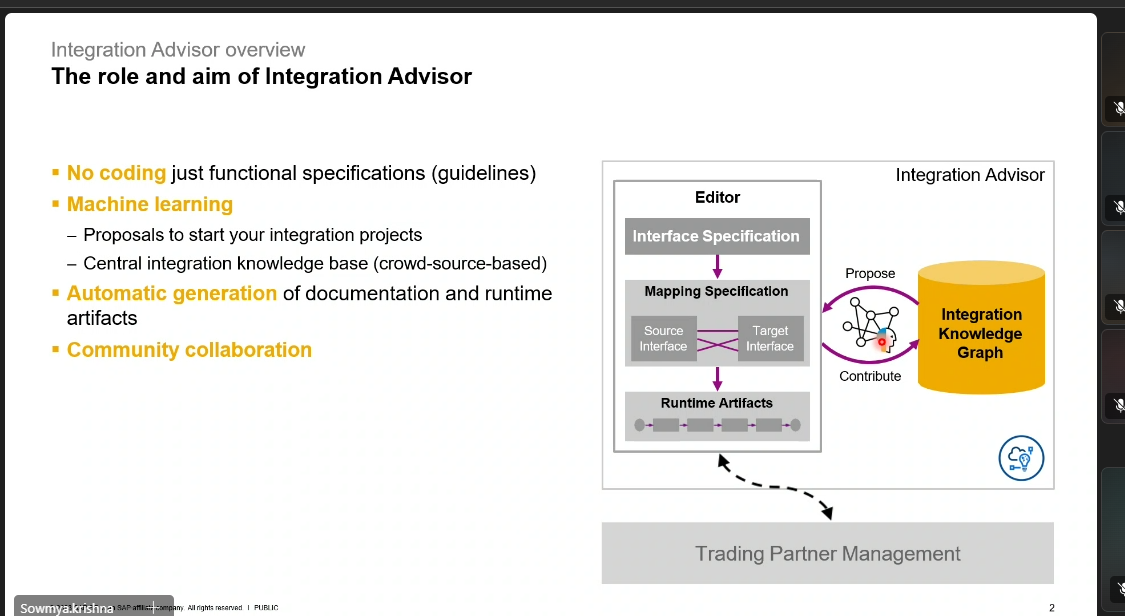 Integration Advisor overview
The role and aim of Integration Advisor
▪ No coding just functional specifications (guidelines)
▪ Machine learning
– Proposals to start your integration projects
– Central integration knowledge base (crowd-source-based)
▪ Automatic generation of documentation and runtime
artifacts
▪ Community collaboration
Integration Advisor
Editor
Interface Specification
Mapping Specification
Source
Interface
Target
Interface
Runtime Artifacts
Propose
Contribute
Integration
Knowledge
Graph
Trading Partner Management
Sowmya.krishna
SAP affiliate company. All rights reserved | PUBLIC
2